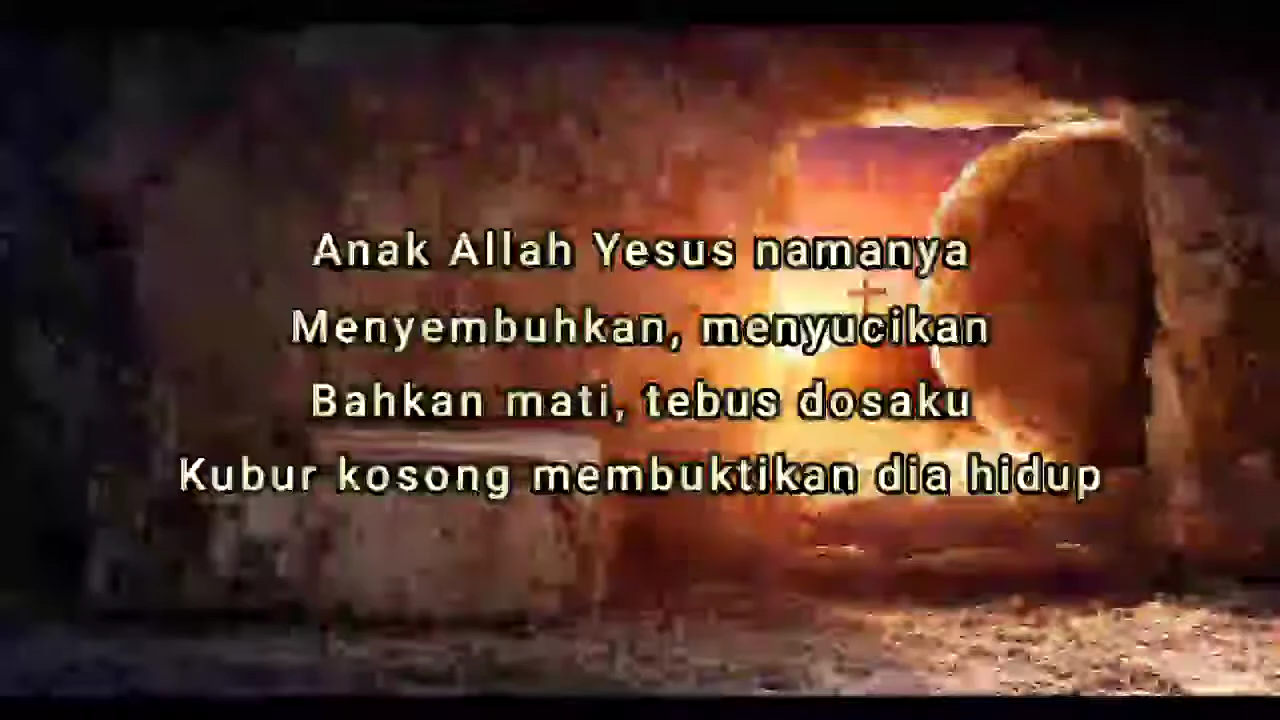 Anak Allah Yesus namanya
Menyembuhkan, menyucikan
Bahkan mati, tebus dosaku
Kubur kosong membuktikan dia hidup